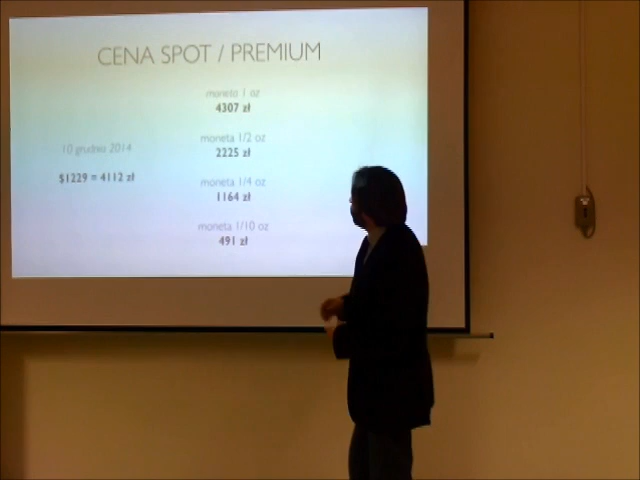 CENA SPOT / PREMIUM
10 grudnia 2014
$1229 = 4112 zł
moneta 1 oz
4307 zł
moneta 1/2 oz
2225 zł
moneta 1/4 oz
1164 zł
moneta 1/10 oz
491 zł